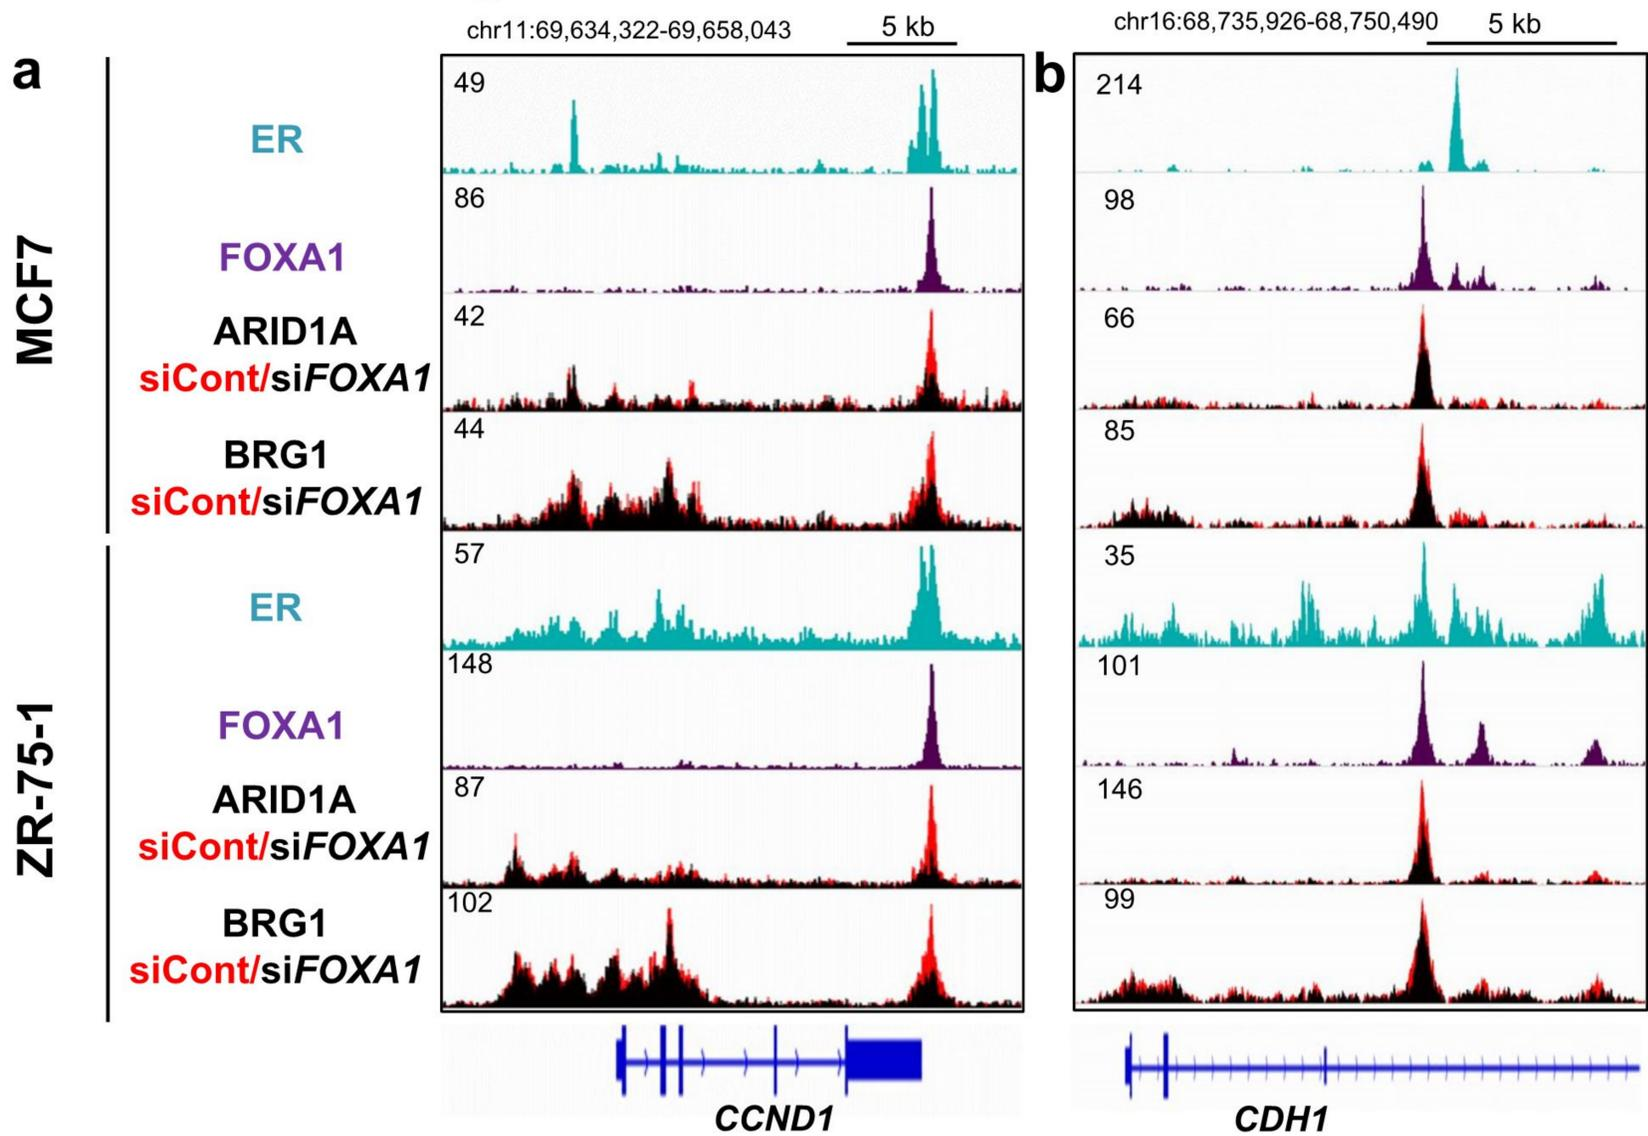 a
chr11:69,634,322-69,658,043
5 kb
MCF7
ER
49
FOXA1
86
ARID1A
siCont/siFOXA1
42
BRG1
siCont/siFOXA1
44
ZR-75-1
ER
57
FOXA1
148
ARID1A
siCont/siFOXA1
87
BRG1
siCont/siFOXA1
102
CCND1
b
chr16:68,735,926-68,750,490
5 kb
214
98
66
85
35
101
146
99
CDH1